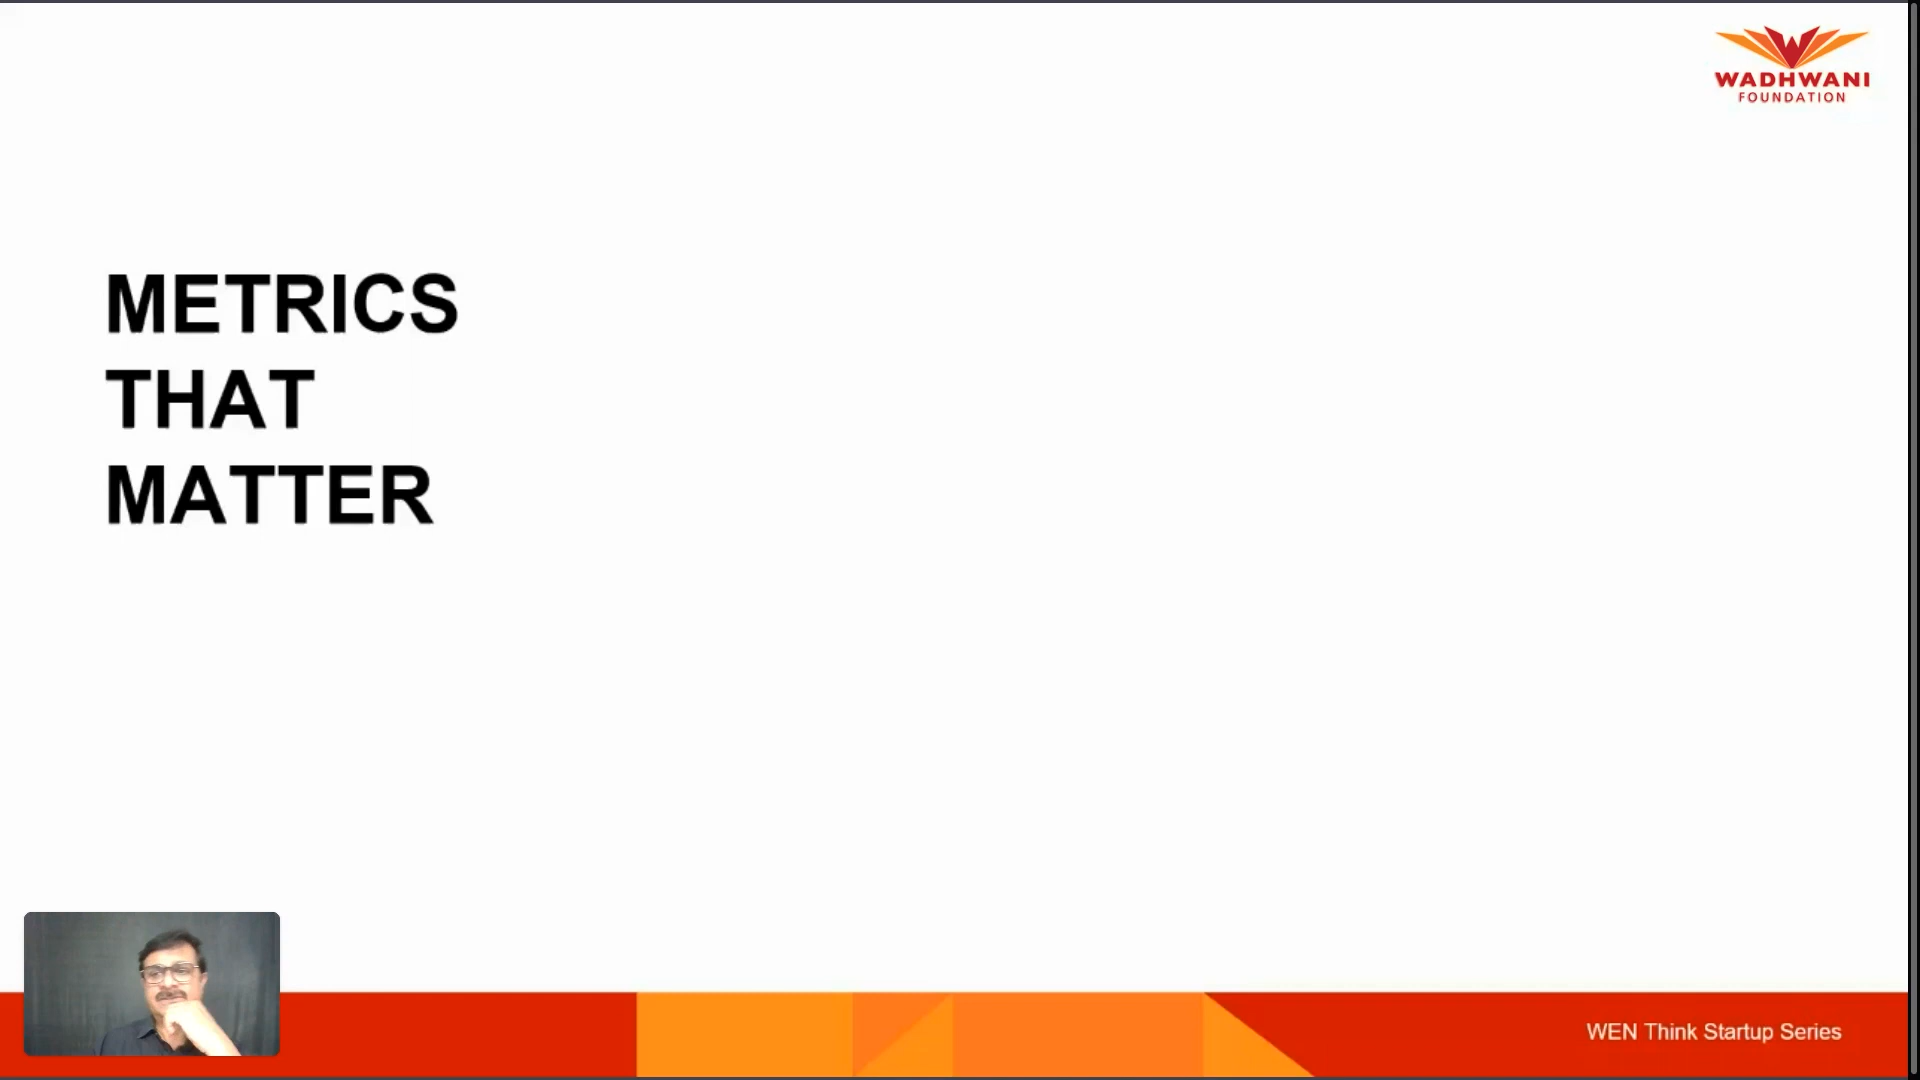 WADHWANI
FOUNDATION
METRICS
THAT
MATTER
WEN Think Startup Series